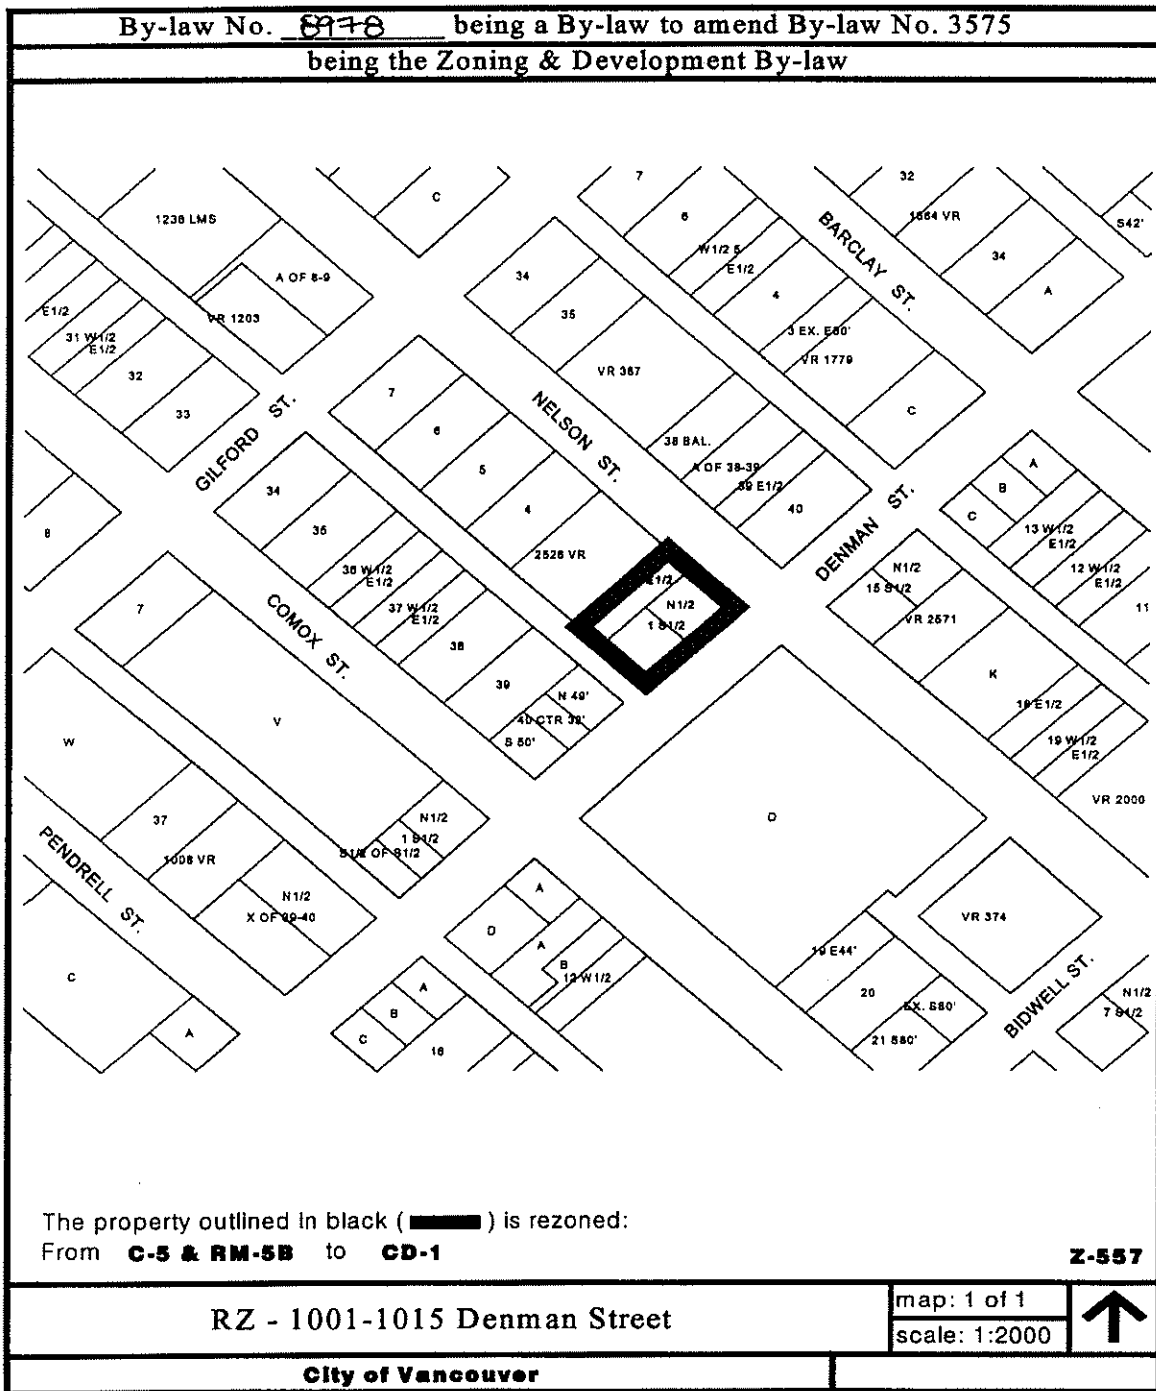 By-law No. 8978 being a By-law to amend By-law No. 3575
being the Zoning & Development By-law
7
32
C
6
1664 VR
S42'
1236 LMS
W1/2 5
BARCLAY ST.
E1/2
34
A OF 8-9
34
4
A
E1/2
VR 1203
35
3 EX. E60'
31 W1/2
E1/2
VR 1779
32
VR 367
7
NELSON ST.
C
33
GILFORD ST.
6
38 BAL.
A
5
A OF 38-39
B
34
39 E1/2
4
40
C
DENMAN ST.
13 W1/2
8
35
E1/2
2526 VR
N1/2
12 W1/2
36 W1/2
E1/2
15 S1/2
E1/2
E1/2
7
37 W1/2
N1/2
11
COMOX ST.
E1/2
1 S1/2
VR 2571
38
K
39
N 49'
18 E1/2
V
40 CTR 32'
W
S 50'
19 W1/2
E1/2
VR 2000
37
N1/2
D
PENDRELL ST.
1 S1/2
1008 VR
S1/2 OF S1/2
A
N1/2
X OF 39-40
VR 374
D
A
19 E44'
B
C
12 W1/2
A
20
BIDWELL ST.
N1/2
B
EX. S80'
7 S1/2
A
C
21 S80'
16
The property outlined in black ( ) is rezoned:
From C-5 & RM-5B to CD-1
Z-557
RZ - 1001-1015 Denman Street
map: 1 of 1
scale: 1:2000
City of Vancouver